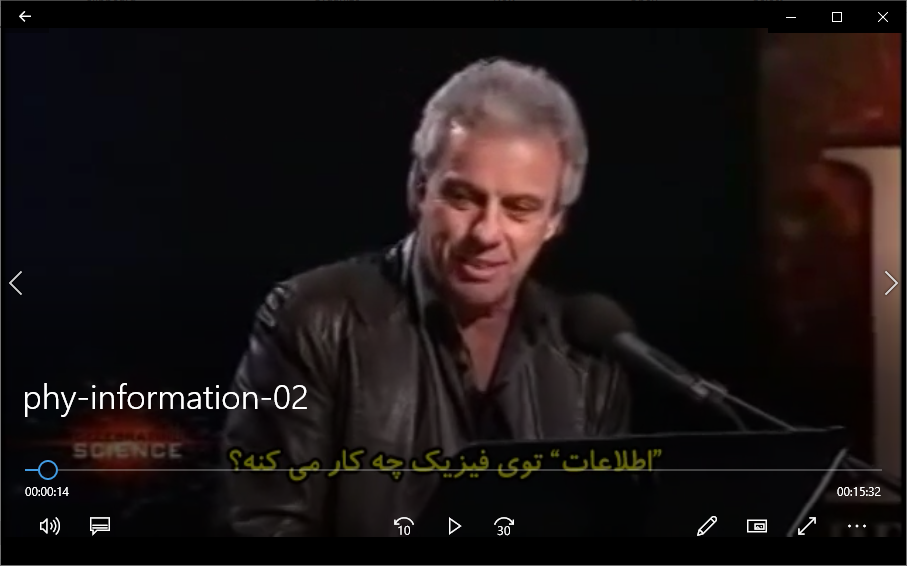 phy-information-02
SCIENCE
”اطلاعات“ توی فیزیک چه کار می کنه؟
00:00:14
00:15:32
10
30